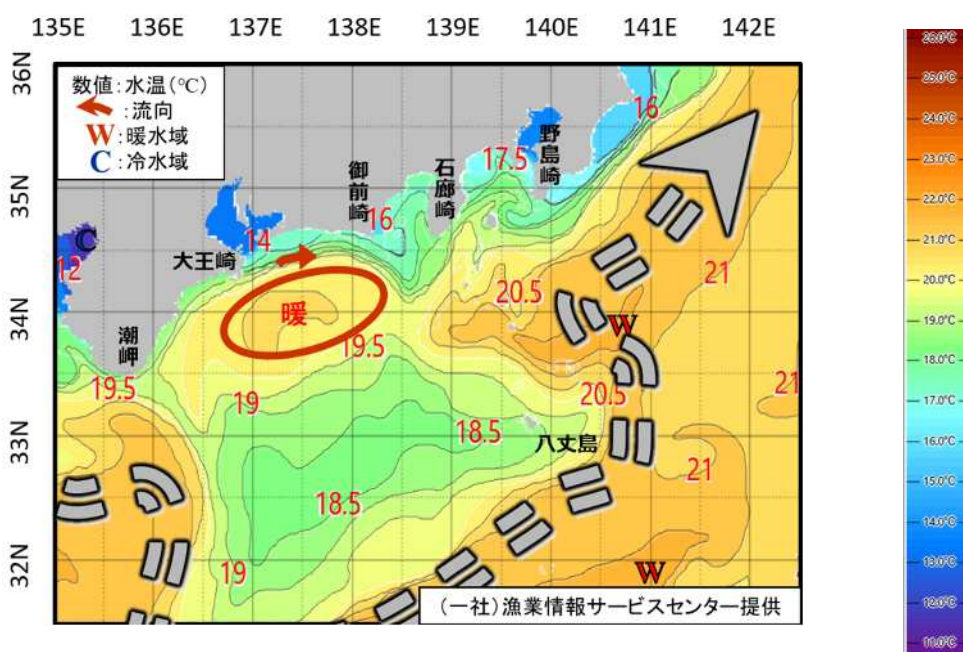 135E 136E 137E 138E 139E 140E 141E 142E
36N
35N
34N
33N
32N
数値:水温(℃)
:流向
W:暖水域
C:冷水域
野島崎
石廊崎
御前崎
大王崎
潮岬
八丈島
暖
C
W
W
16
17.5
16
14
12
21
20.5
19.5
19.5
19
20.5
21
18.5
21
18.5
19
(一社)漁業情報サービスセンター提供
26.0°C
25.0°C
24.0°C
23.0°C
22.0°C
21.0°C
20.0°C
19.0°C
18.0°C
17.0°C
16.0°C
15.0°C
14.0°C
13.0°C
12.0°C
11.0°C